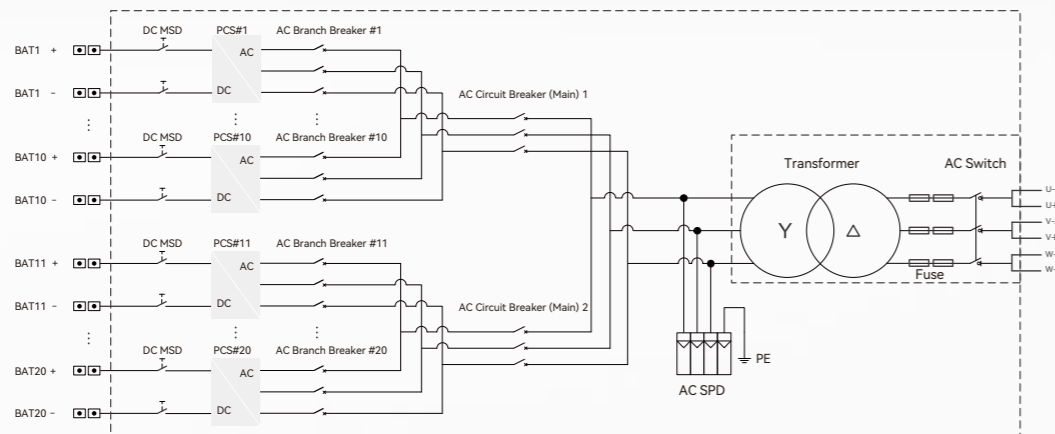 DC MSD PCS#1 AC Branch Breaker #1
BAT1 + AC
BAT1 - DC
AC Circuit Breaker (Main) 1
DC MSD PCS#10 AC Branch Breaker #10
BAT10 + AC
BAT10 - DC
Transformer AC Switch
U-
U-
Y Δ V-
V-
W-
W-
Fuse
DC MSD PCS#11 AC Branch Breaker #11
BAT11 + AC
BAT11 - DC
AC Circuit Breaker (Main) 2
DC MSD PCS#20 AC Branch Breaker #20
BAT20 + AC
BAT20 - DC
PE
AC SPD